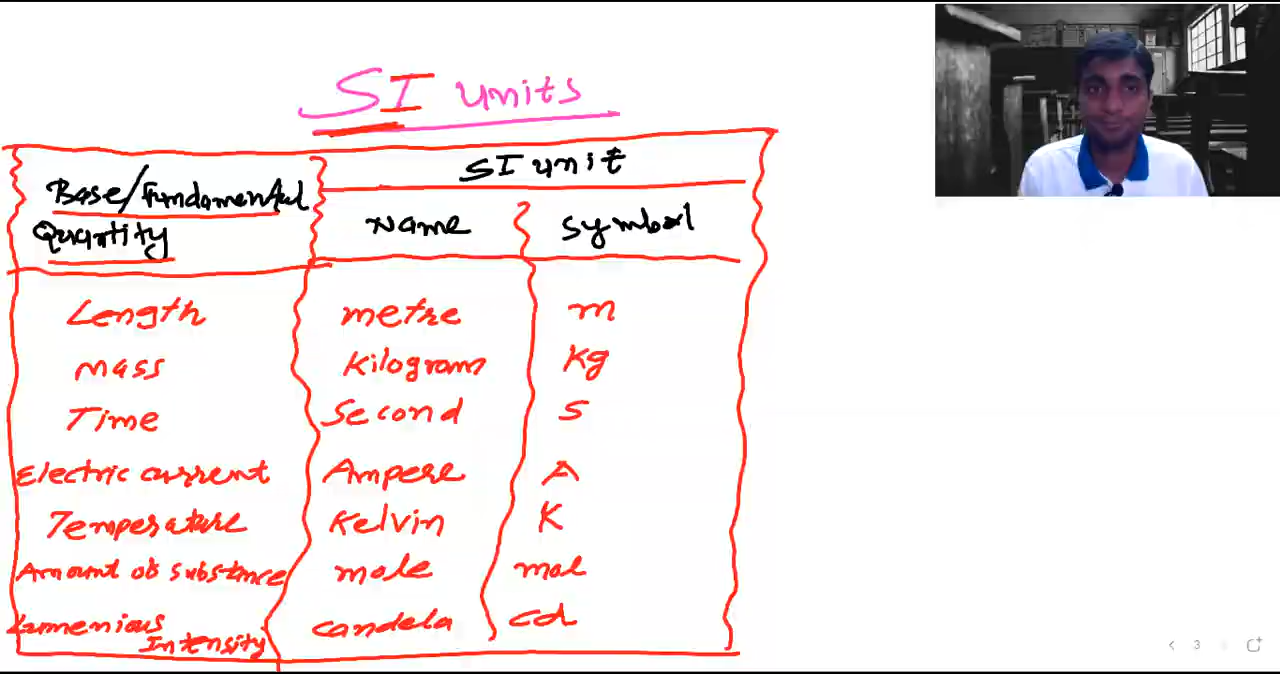 SI units
Base/Fundamental
Quantity
SI unit
Name
Symbol
Length metre m
Mass Kilogram Kg
Time Second S
Electric current Ampere A
Temperature Kelvin K
Amount of substance mole mol
Lumenious
Intensity candela cd
3